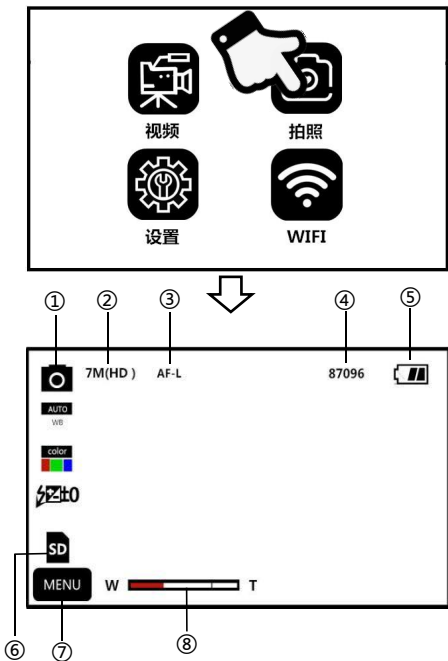 视频 拍照
设置 WIFI
① ② ③ ④ ⑤
7M(HD ) AF-L 87096
AUTO
WB
color
±0
SD
MENU W T
⑥ ⑦ ⑧